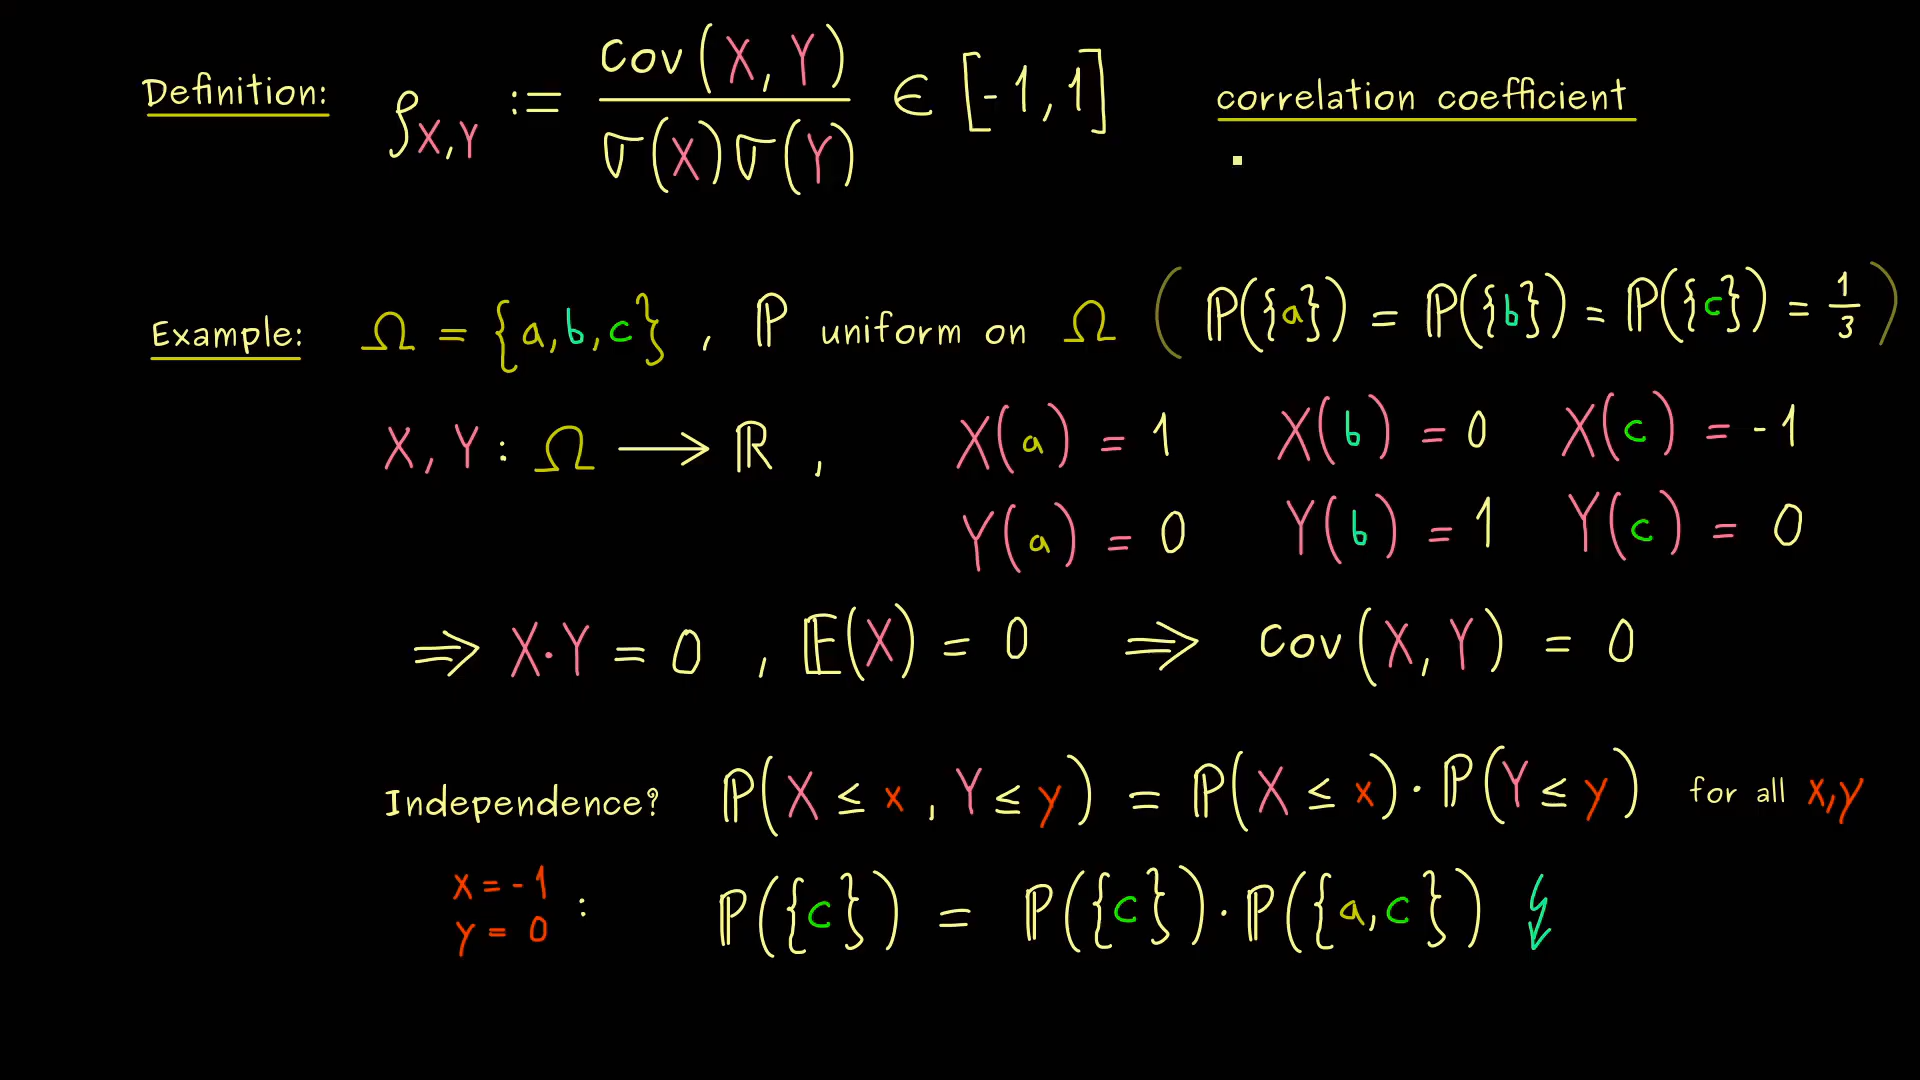 Definition: ρ_{X,Y} := Cov(X, Y) / σ(X) σ(Y) ∈ [-1, 1] correlation coefficient
Example: Ω = {a, b, c} , ℙ uniform on Ω ( ℙ({a}) = ℙ({b}) = ℙ({c}) = 1/3 )
X, Y : Ω ⟶ ℝ , X(a) = 1 X(b) = 0 X(c) = -1
Y(a) = 0 Y(b) = 1 Y(c) = 0
⇒ X·Y = 0 , 𝔼(X) = 0 ⇒ Cov(X, Y) = 0
Independence? ℙ(X ≤ x , Y ≤ y) = ℙ(X ≤ x) · ℙ(Y ≤ y) for all x, y
x = -1
y = 0 : ℙ({c}) = ℙ({c}) · ℙ({a, c}) ↯